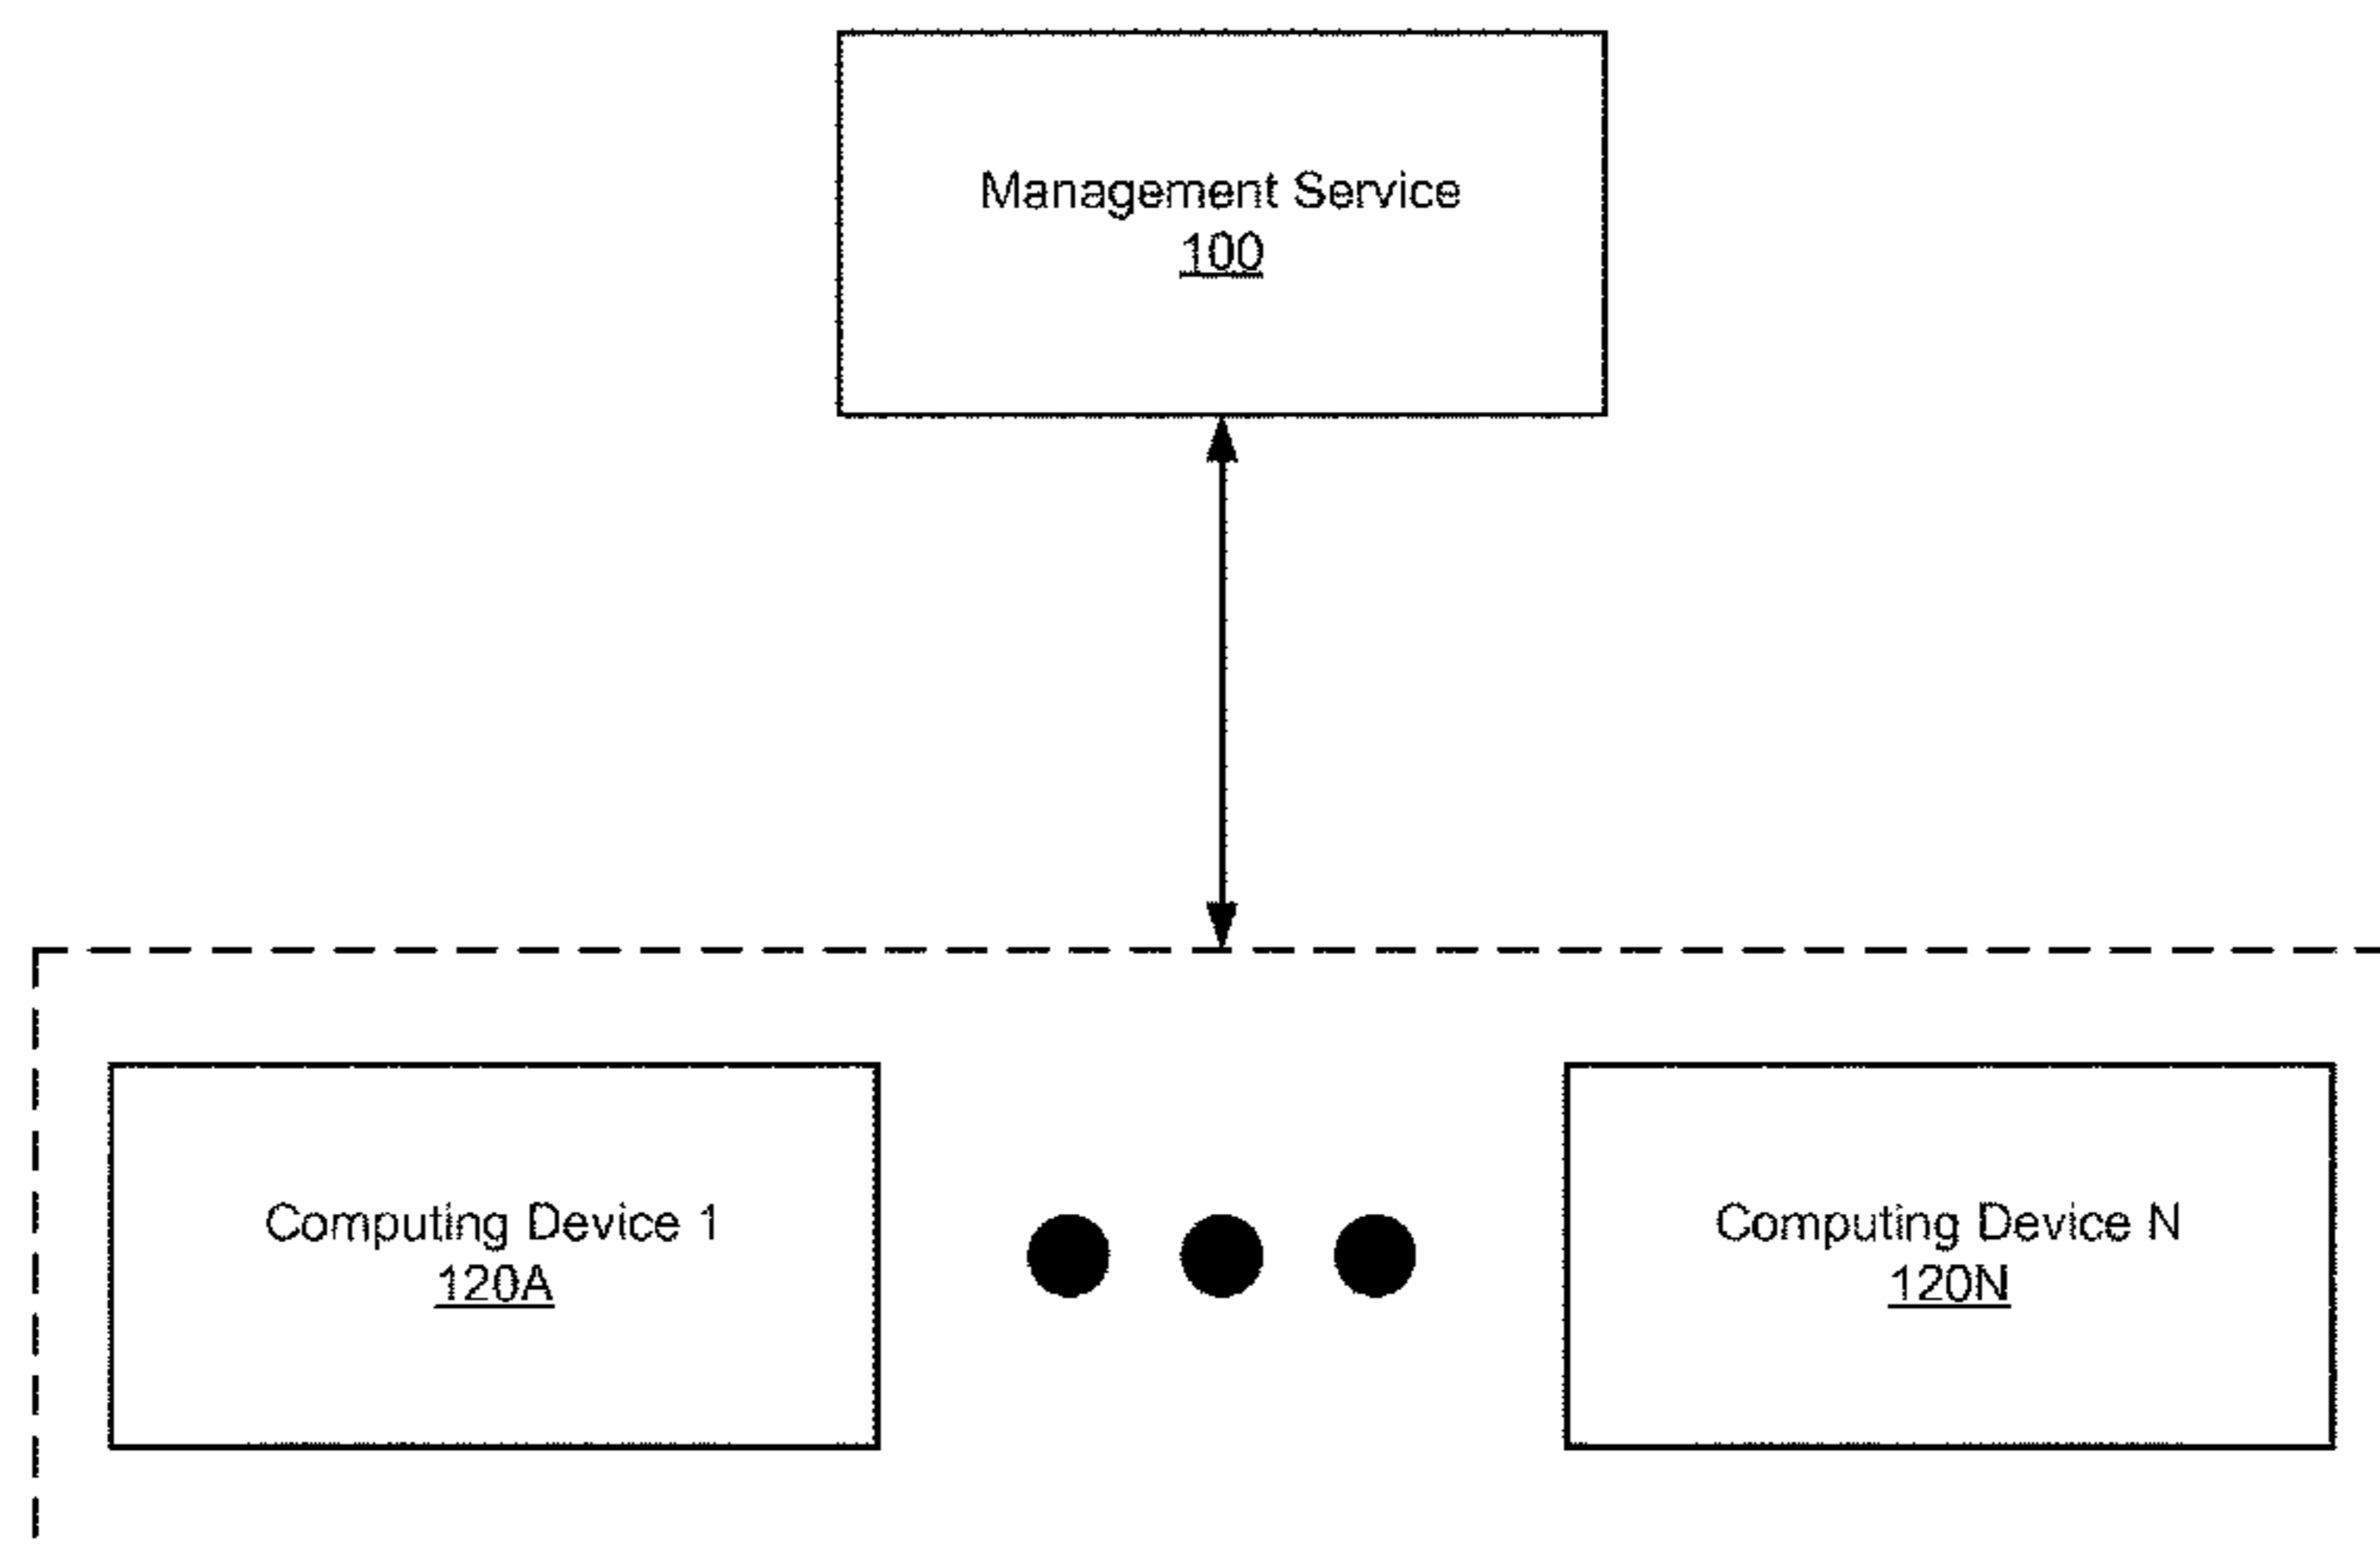 Management Service
100
Computing Device 1
120A
Computing Device N
120N